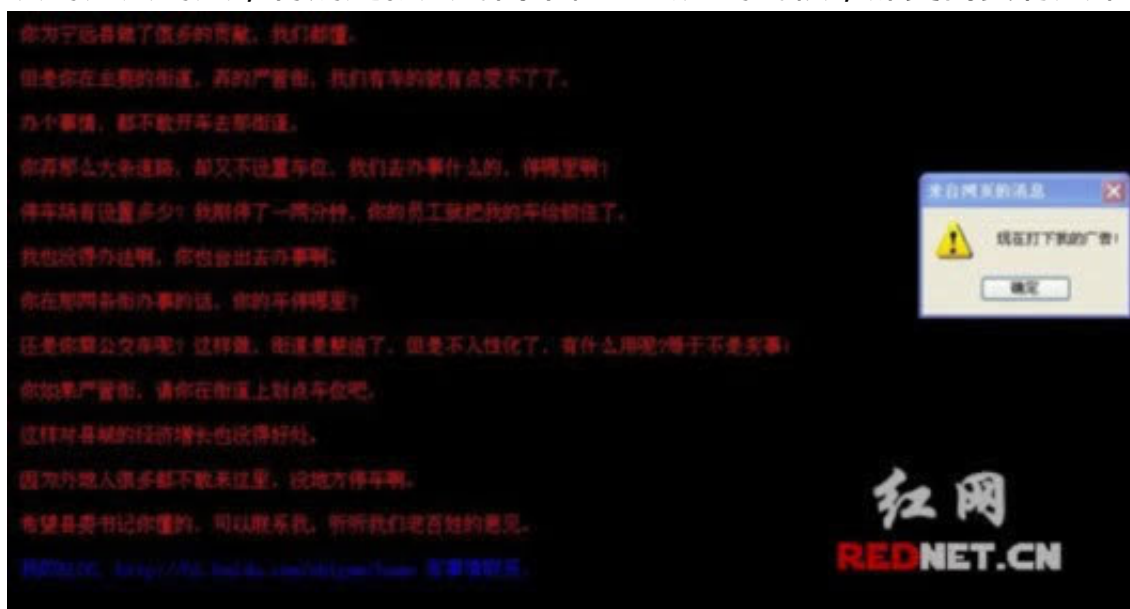 你为宁远县做了很多的贡献，我们都懂。
但是你在主要的街道，弄的严管街，我们有车的就有点受不了了。
办个事情，都不敢开车去那街道。
你弄那么大条道路，却又不设置车位，我们去办事什么的，停哪里啊！
停车场有设置多少？我刚停了一两分钟，你的员工就把我的车给锁住了。
我也没得办法啊，你也会出去办事啊。
你在那两条街办事的话，你的车停哪里？
还是你乘公交车呢？这样做，街道是整洁了，但是不人性化了，有什么用呢?等于不是实事！
你如果严管街，请你在街道上划点车位吧。
这样对县城的经济增长也没得好处。
因为外地人很多都不敢来这里，没地方停车啊。
希望县委书记你懂的，可以联系我，听听我们老百姓的意见。
有事情联系。
来自网页的消息
现在打下我的广告！
确定
红网
REDNET.CN